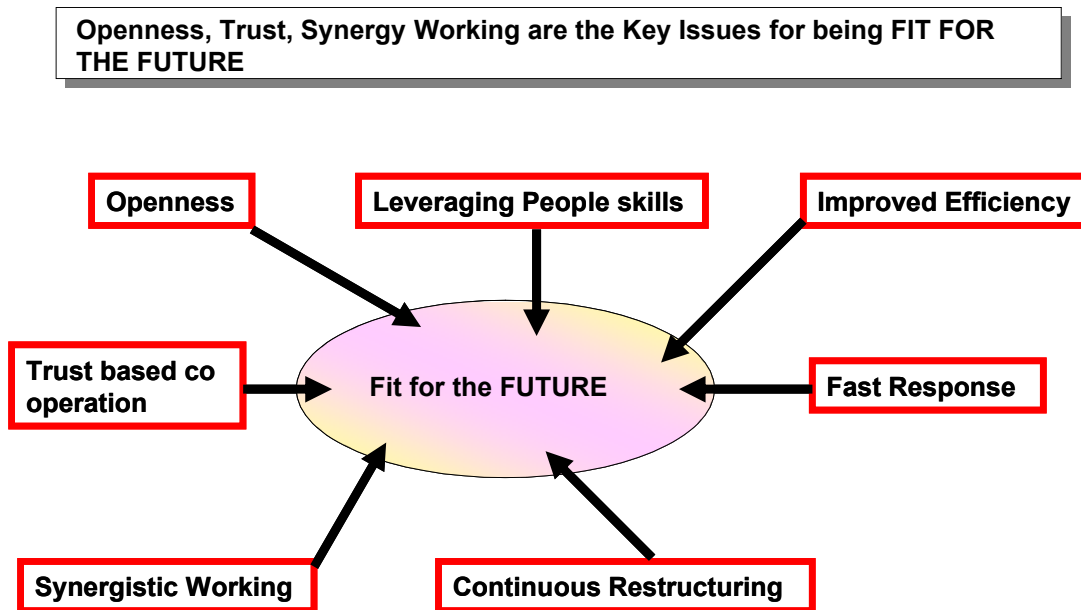 Openness, Trust, Synergy Working are the Key Issues for being FIT FOR
THE FUTURE
Openness
Leveraging People skills
Improved Efficiency
Trust based co
operation
Fit for the FUTURE
Fast Response
Synergistic Working
Continuous Restructuring